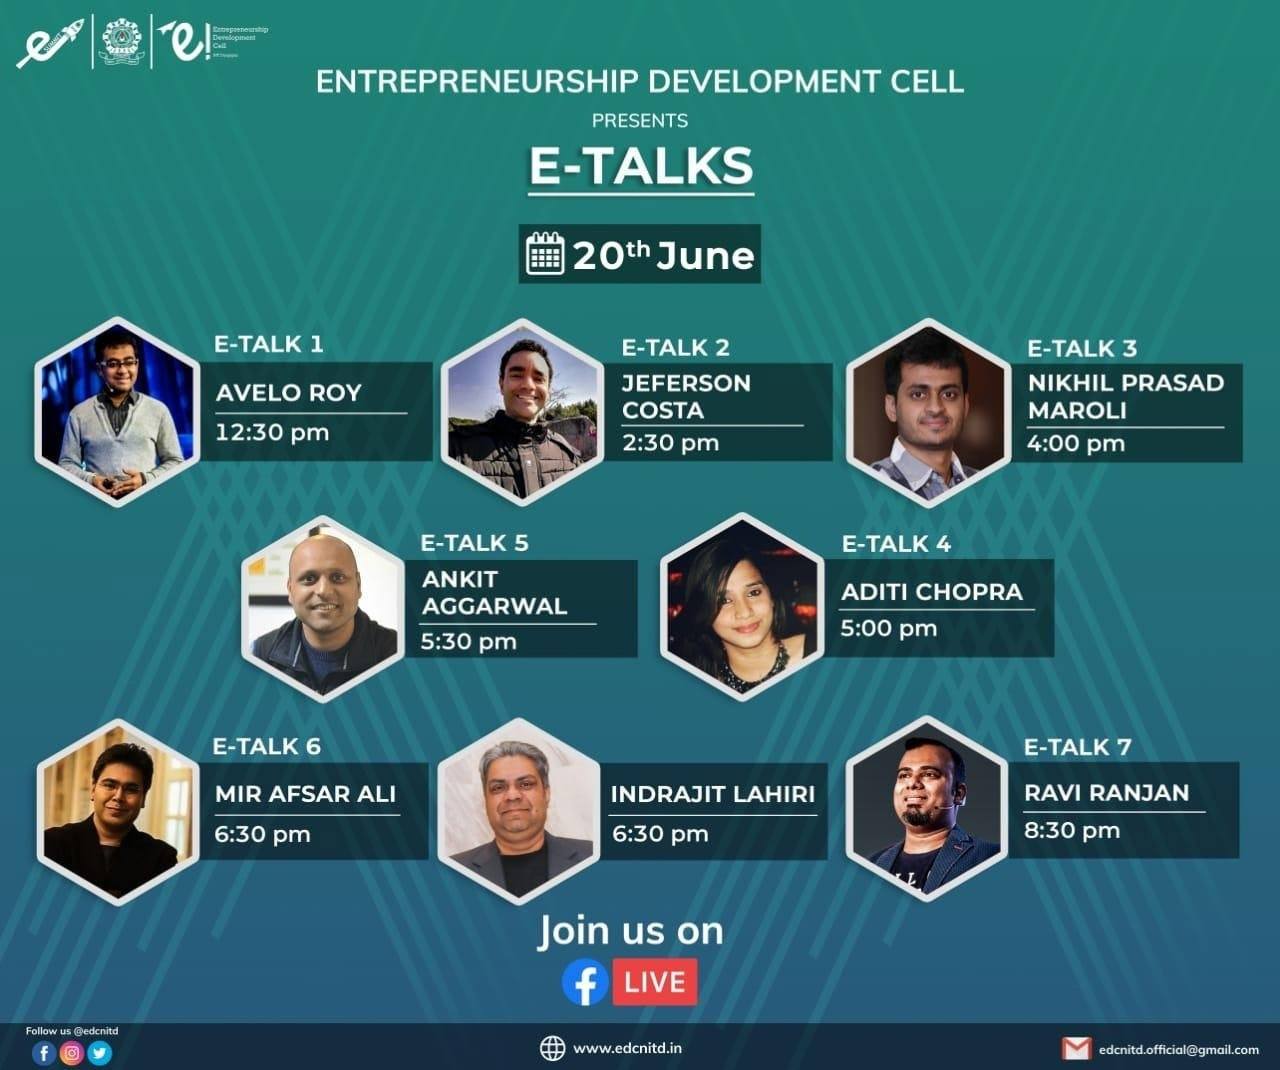 SUMMIT
Entrepreneurship
Development
Cell
ENTREPRENEURSHIP DEVELOPMENT CELL
PRESENTS
E-TALKS
20th June
E-TALK 1
AVELO ROY
12:30 pm
E-TALK 2
JEFERSON
COSTA
2:30 pm
E-TALK 3
NIKHIL PRASAD
MAROLI
4:00 pm
E-TALK 5
ANKIT
AGGARWAL
5:30 pm
E-TALK 4
ADITI CHOPRA
5:00 pm
E-TALK 6
MIR AFSAR ALI
6:30 pm
INDRAJIT LAHIRI
6:30 pm
E-TALK 7
RAVI RANJAN
8:30 pm
Join us on
LIVE
Follow us @edcnitd
www.edcnitd.in
edcnitd.official@gmail.com